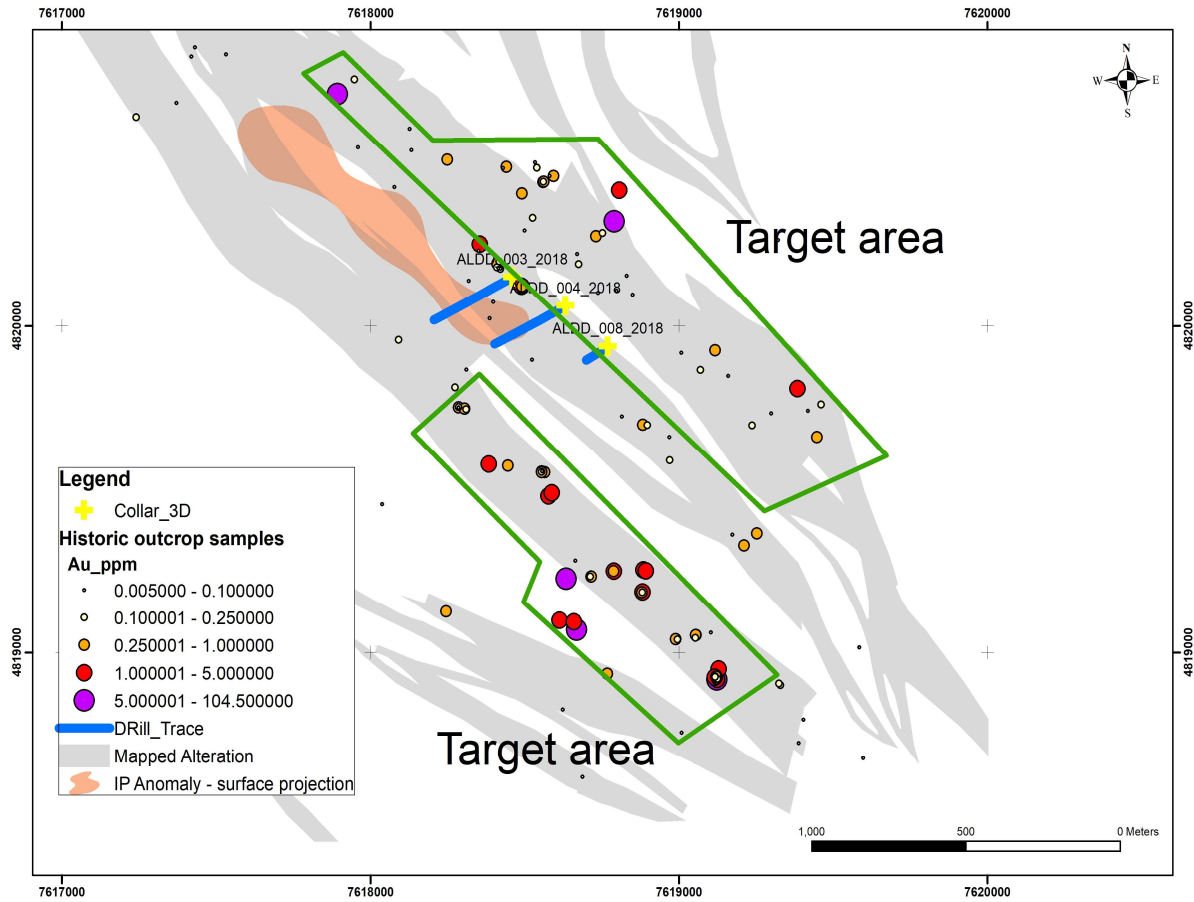 7617000 7618000 7619000 7620000
N
W E
S
Target area
ALDD_003_2018
ALDD_004_2018
ALDD_008_2018
4820000 4820000
Legend
Collar_3D
Historic outcrop samples
Au_ppm
0.005000 - 0.100000
0.100001 - 0.250000
0.250001 - 1.000000
1.000001 - 5.000000
5.000001 - 104.500000
DRill_Trace
Mapped Alteration
IP Anomaly - surface projection
4819000 4819000
Target area
1,000 500 0 Meters
7617000 7618000 7619000 7620000